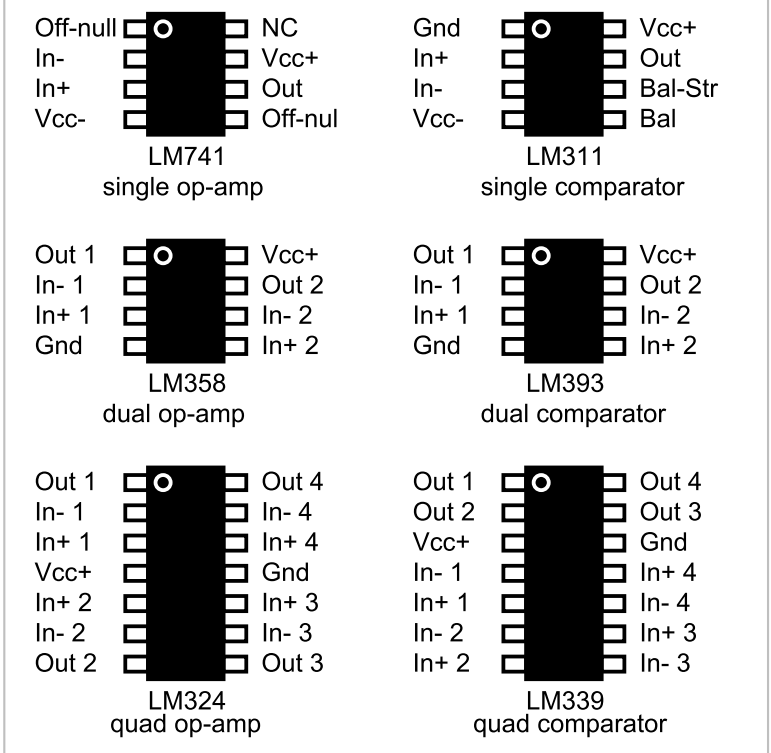 Off-null NC
In- Vcc+
In+ Out
Vcc- Off-nul
LM741
single op-amp
Gnd Vcc+
In+ Out
In- Bal-Str
Vcc- Bal
LM311
single comparator
Out 1 Vcc+
In- 1 Out 2
In+ 1 In- 2
Gnd In+ 2
LM358
dual op-amp
Out 1 Vcc+
In- 1 Out 2
In+ 1 In- 2
Gnd In+ 2
LM393
dual comparator
Out 1 Out 4
In- 1 In- 4
In+ 1 In+ 4
Vcc+ Gnd
In+ 2 In+ 3
In- 2 In- 3
Out 2 Out 3
LM324
quad op-amp
Out 1 Out 4
Out 2 Out 3
Vcc+ Gnd
In- 1 In+ 4
In+ 1 In- 4
In- 2 In+ 3
In+ 2 In- 3
LM339
quad comparator